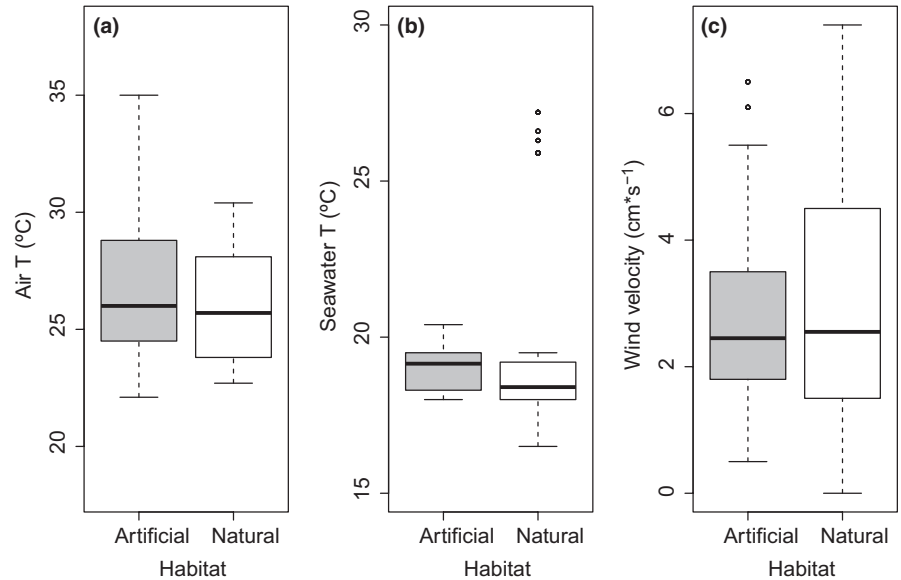 (a)
Air T (ºC)
35
30
25
20
Artificial Natural
Habitat
(b)
Seawater T (ºC)
30
25
20
15
Artificial Natural
Habitat
(c)
Wind velocity (cm*s⁻¹)
6
4
2
0
Artificial Natural
Habitat